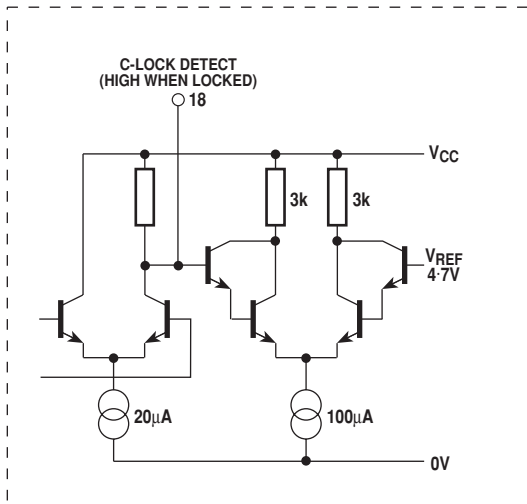 C-LOCK DETECT
(HIGH WHEN LOCKED)
18
VCC
3k
3k
VREF
4·7V
20µA
100µA
0V